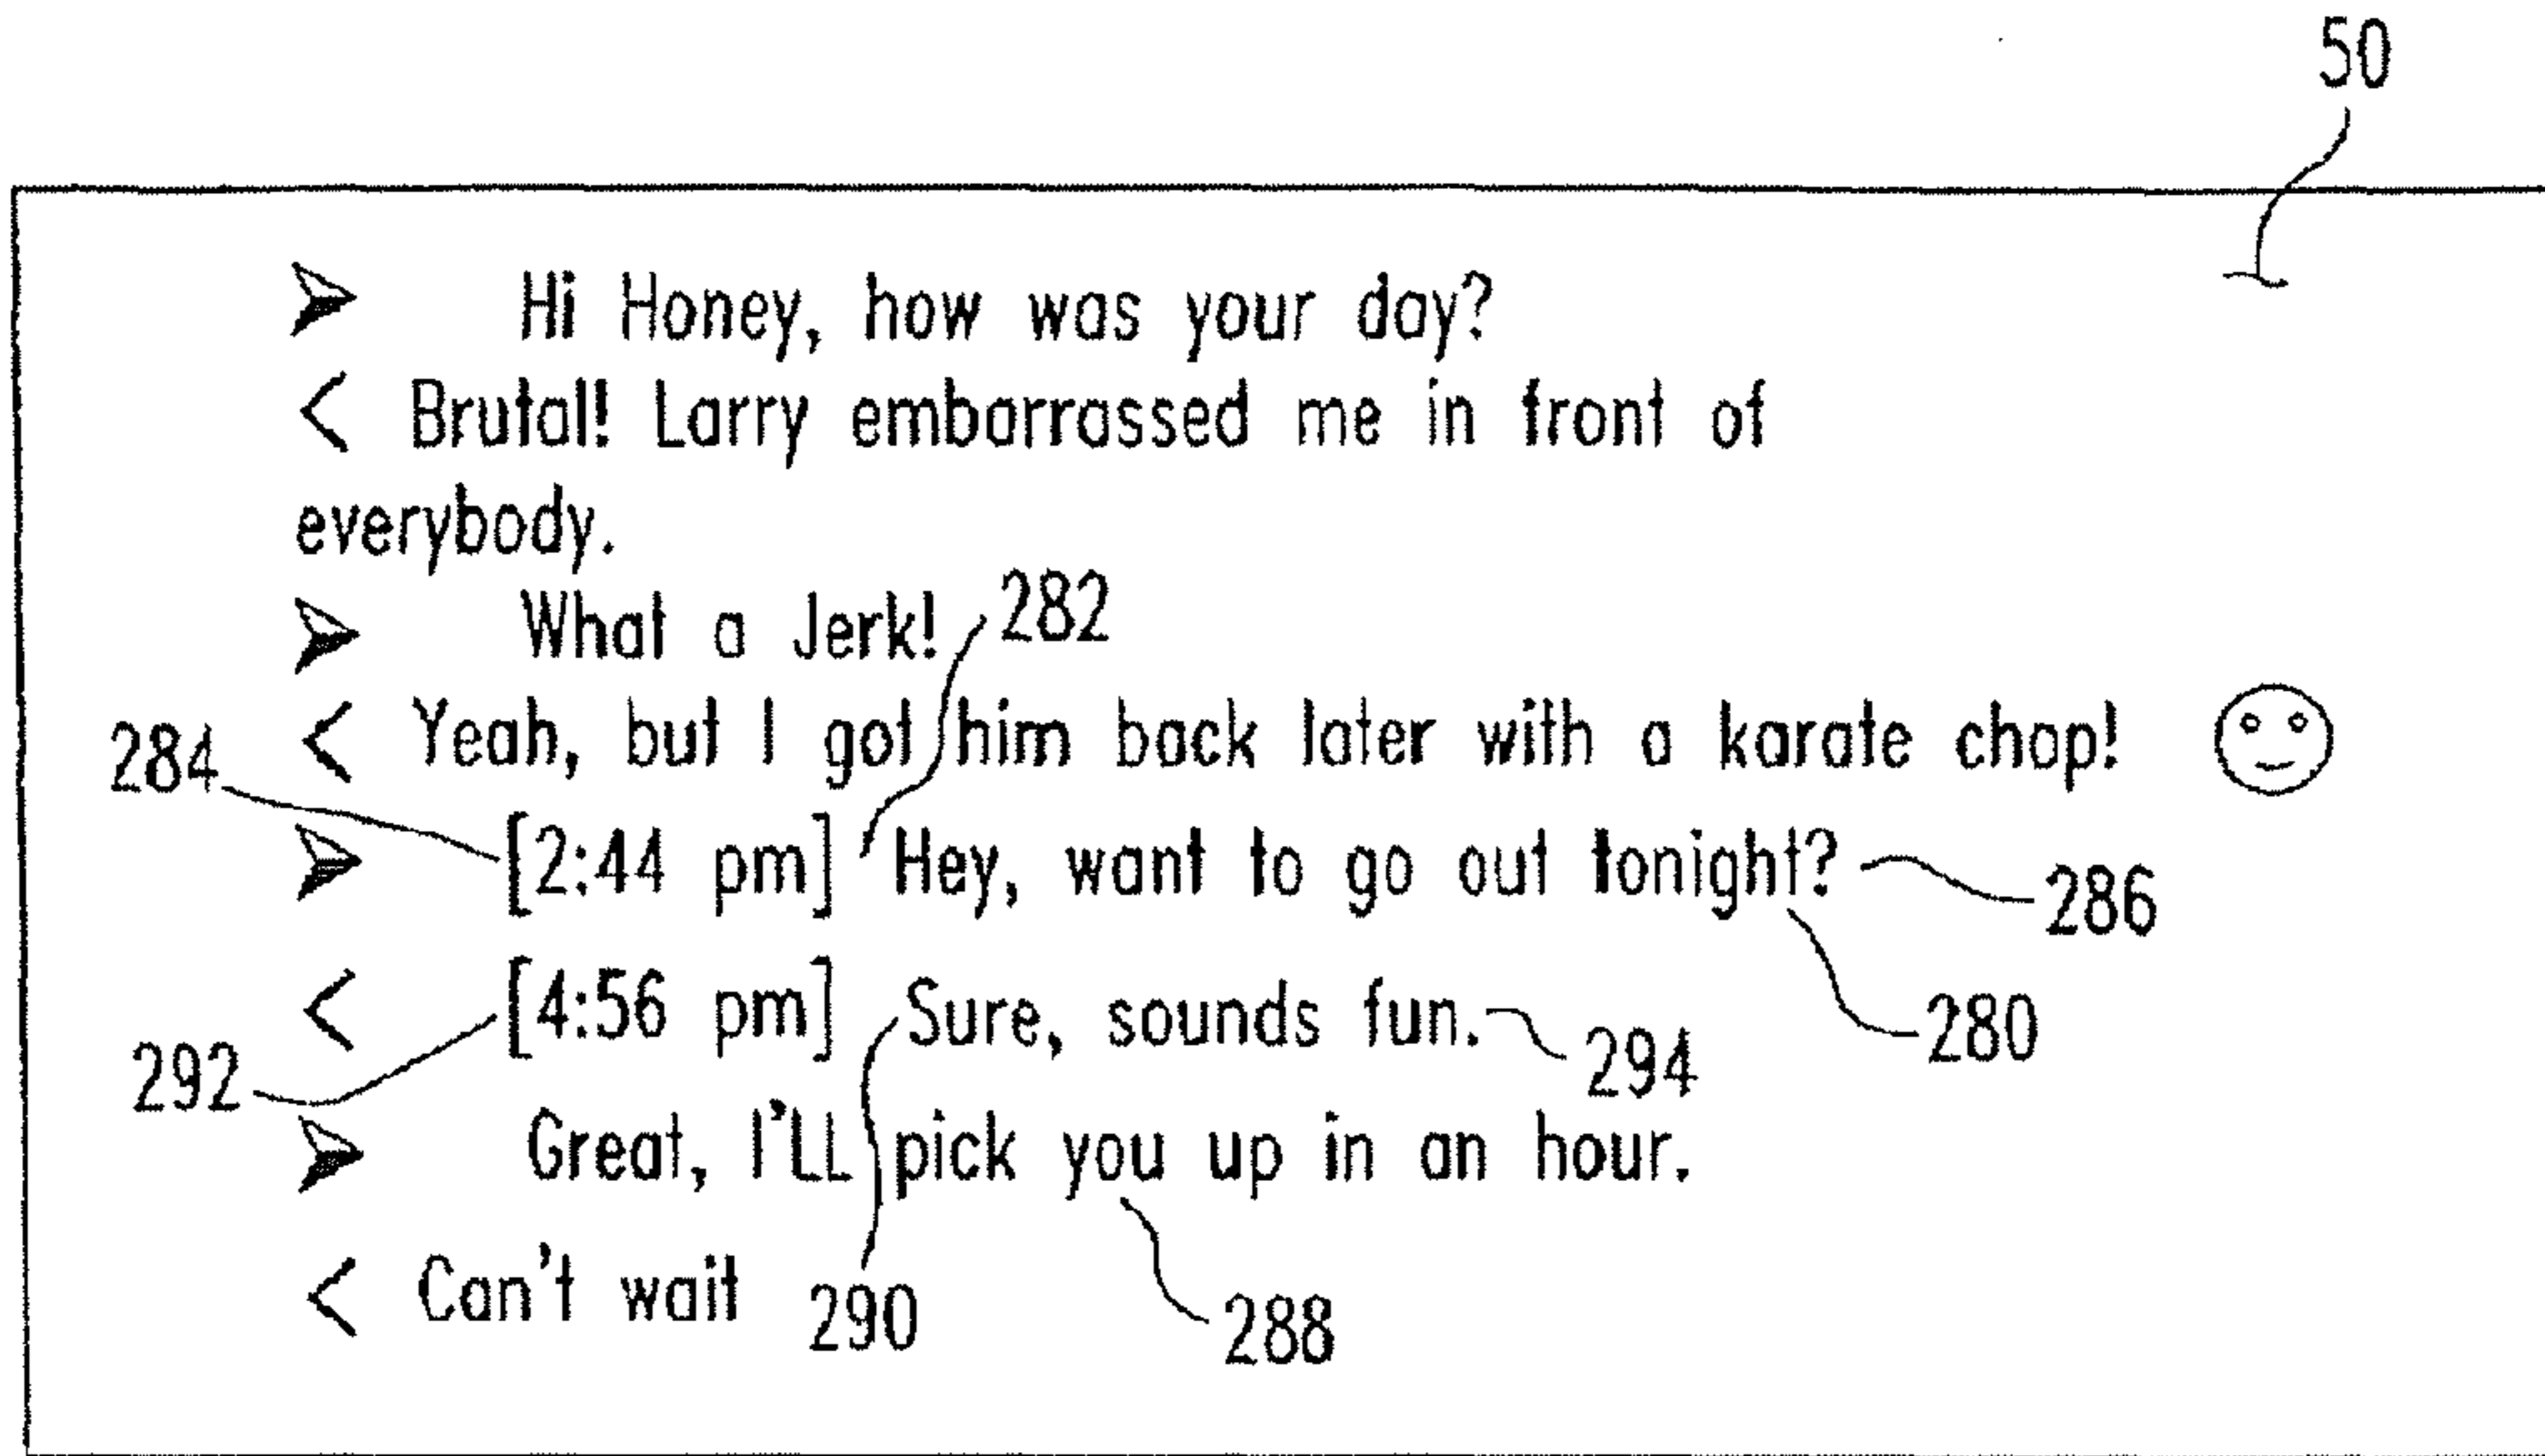 50
➢ Hi Honey, how was your day?
< Brutal! Larry embarrassed me in front of
everybody.
➢ What a Jerk! 282
284 < Yeah, but I got him back later with a karate chop!
➢ [2:44 pm] Hey, want to go out tonight? 286
< [4:56 pm] Sure, sounds fun. 294 280
292
➢ Great, I'LL pick you up in an hour.
< Can't wait 290 288